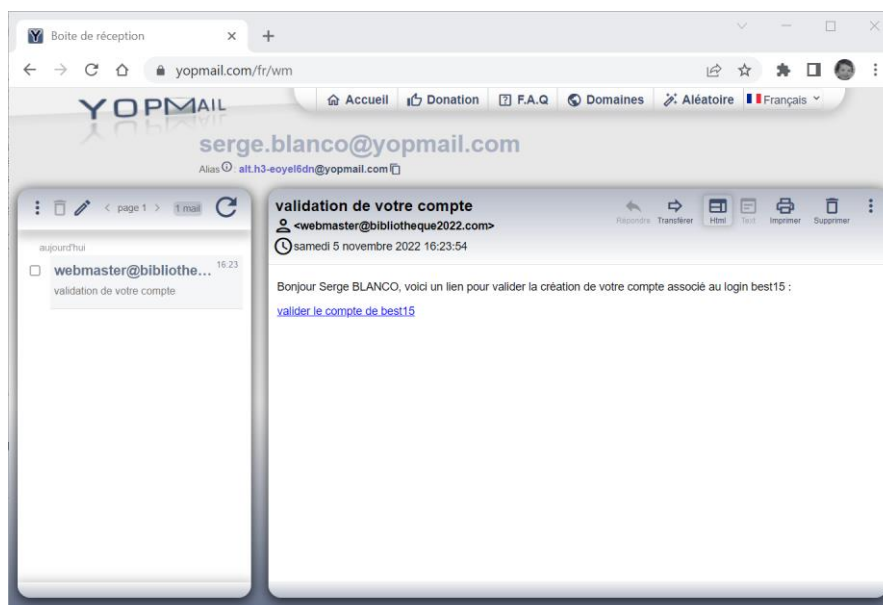 Boite de réception
yopmail.com/fr/wm
YOPMAIL
Accueil
Donation
F.A.Q
Domaines
Aléatoire
Français
serge.blanco@yopmail.com
Alias : alt.h3-eoyel6dn@yopmail.com
page 1
1 mail
aujourd'hui
webmaster@bibliothe... 16:23
validation de votre compte
validation de votre compte
<webmaster@bibliotheque2022.com>
samedi 5 novembre 2022 16:23:54
Répondre
Transférer
Html
Text
Imprimer
Supprimer
Bonjour Serge BLANCO, voici un lien pour valider la création de votre compte associé au login best15 :
valider le compte de best15